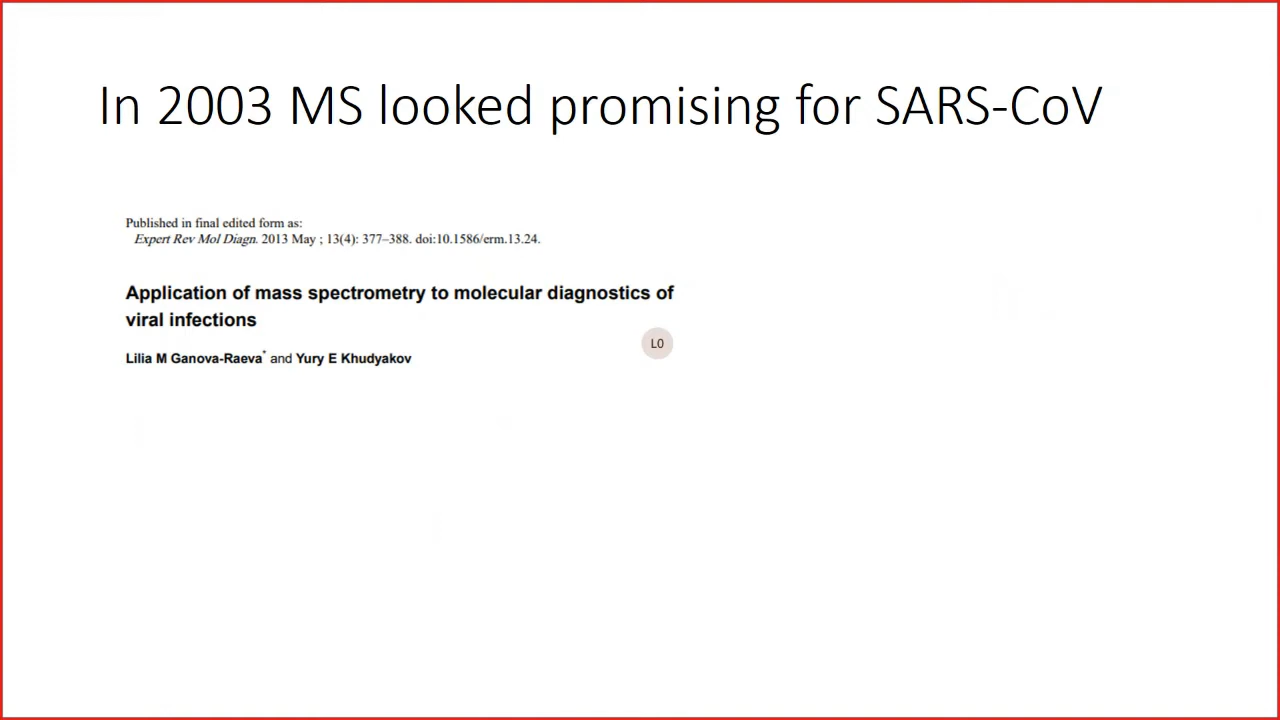 In 2003 MS looked promising for SARS-CoV
Published in final edited form as:
Expert Rev Mol Diagn. 2013 May ; 13(4): 377–388. doi:10.1586/erm.13.24.
Application of mass spectrometry to molecular diagnostics of
viral infections
L0
Lilia M Ganova-Raeva* and Yury E Khudyakov